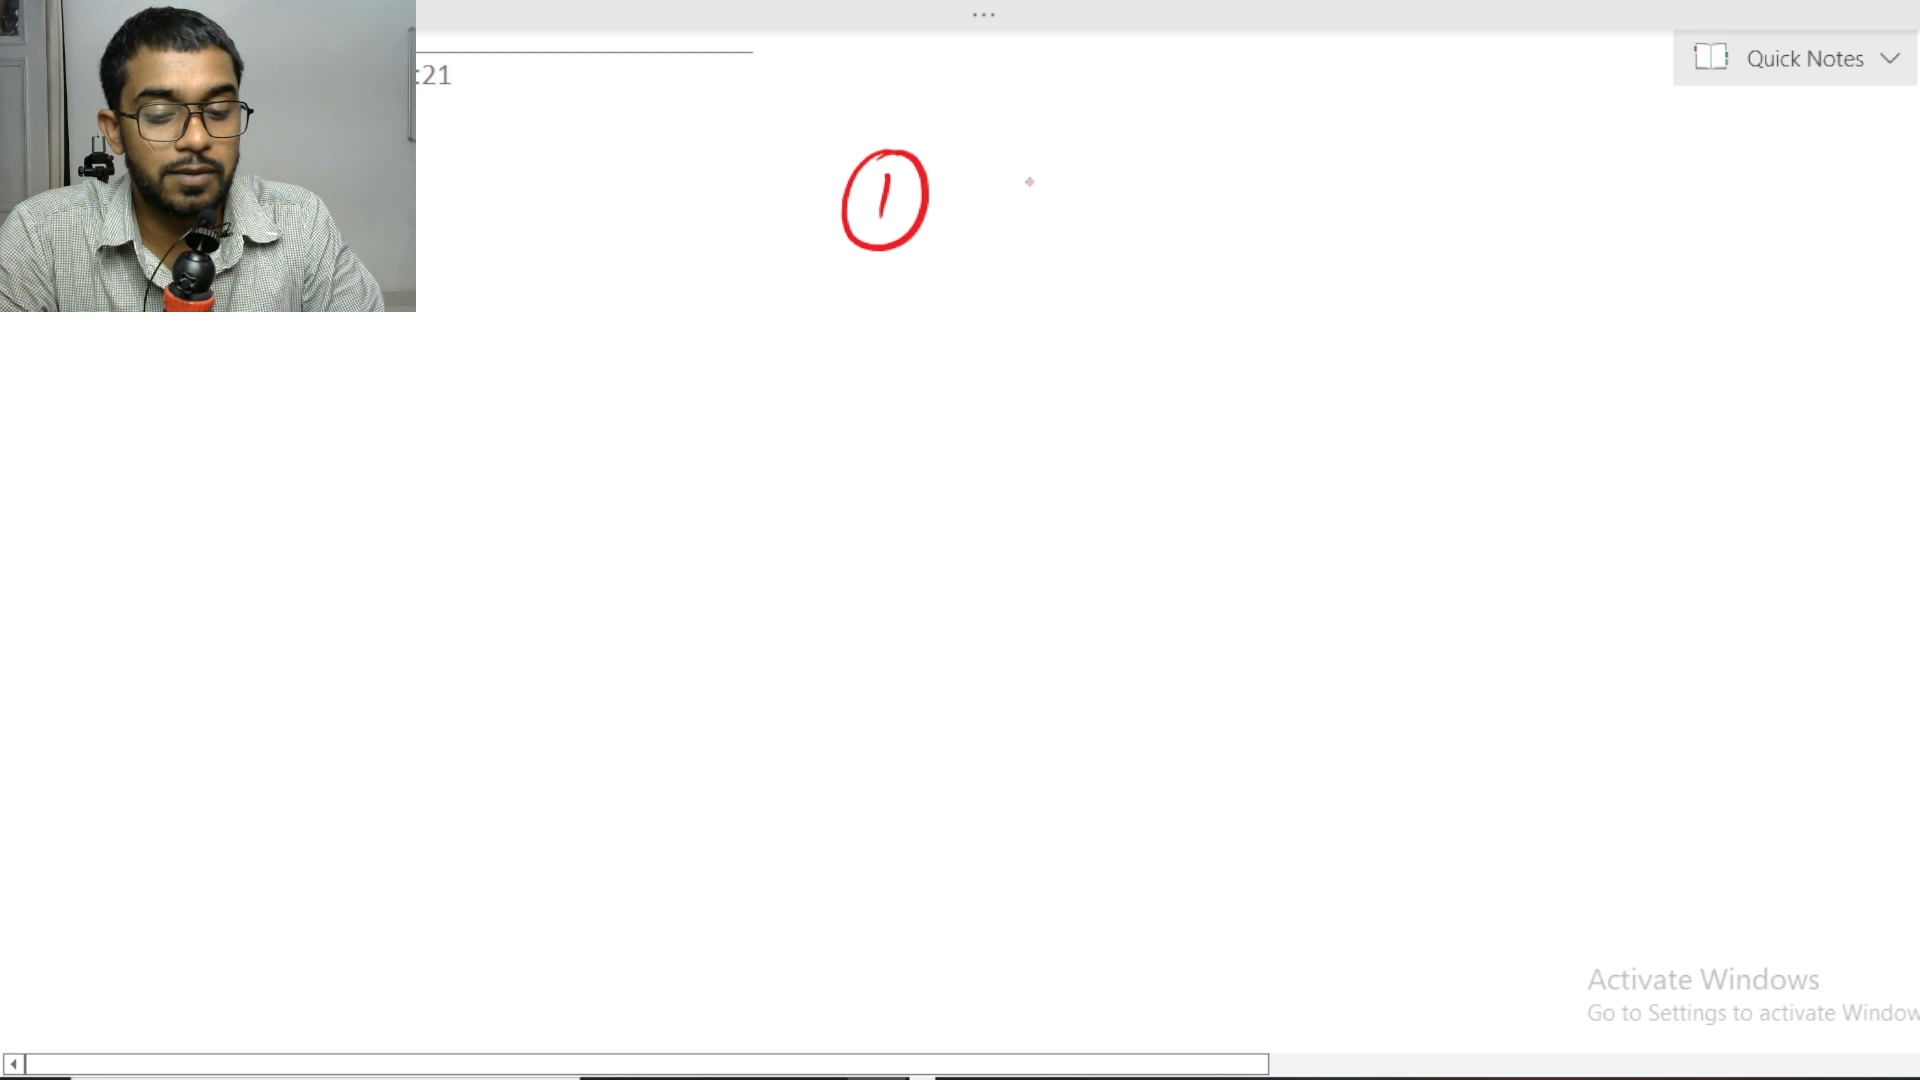 ...
Quick Notes
:21
1
Activate Windows
Go to Settings to activate Window